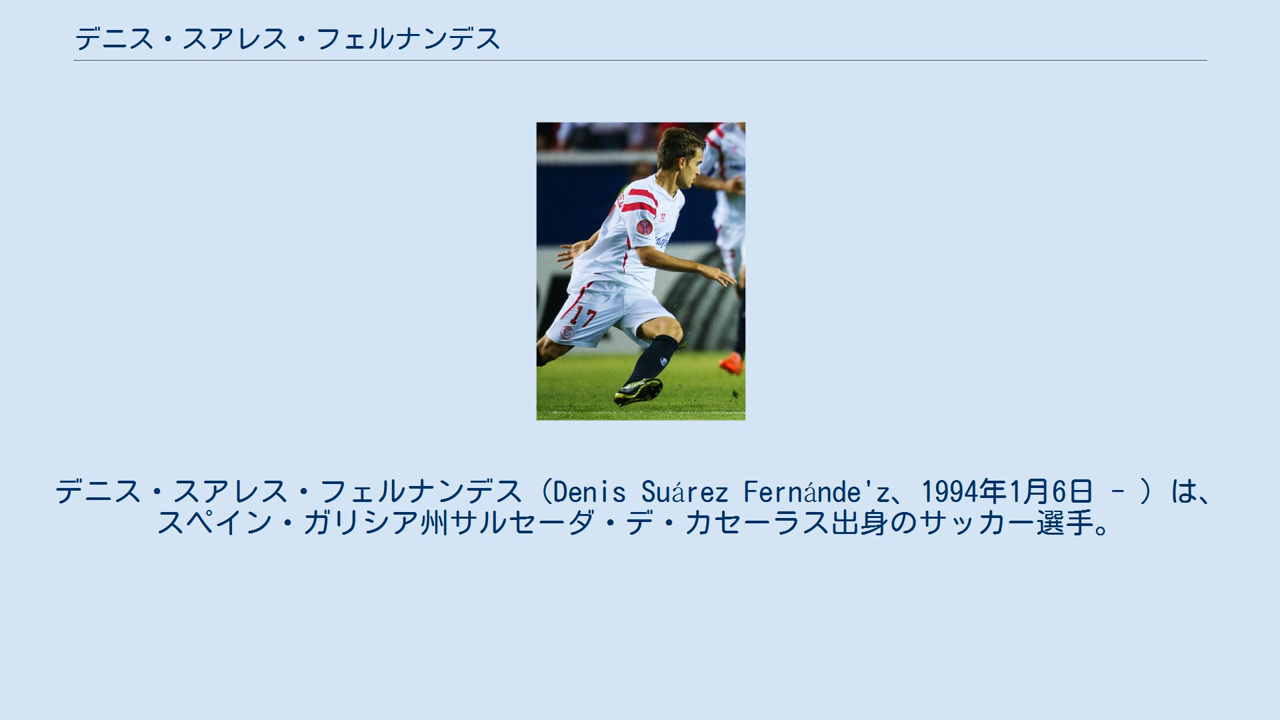 デニス・スアレス・フェルナンデス
17
デニス・スアレス・フェルナンデス（Denis Suárez Fernánde'z、1994年1月6日 - ）は、
スペイン・ガリシア州サルセーダ・デ・カセーラス出身のサッカー選手。